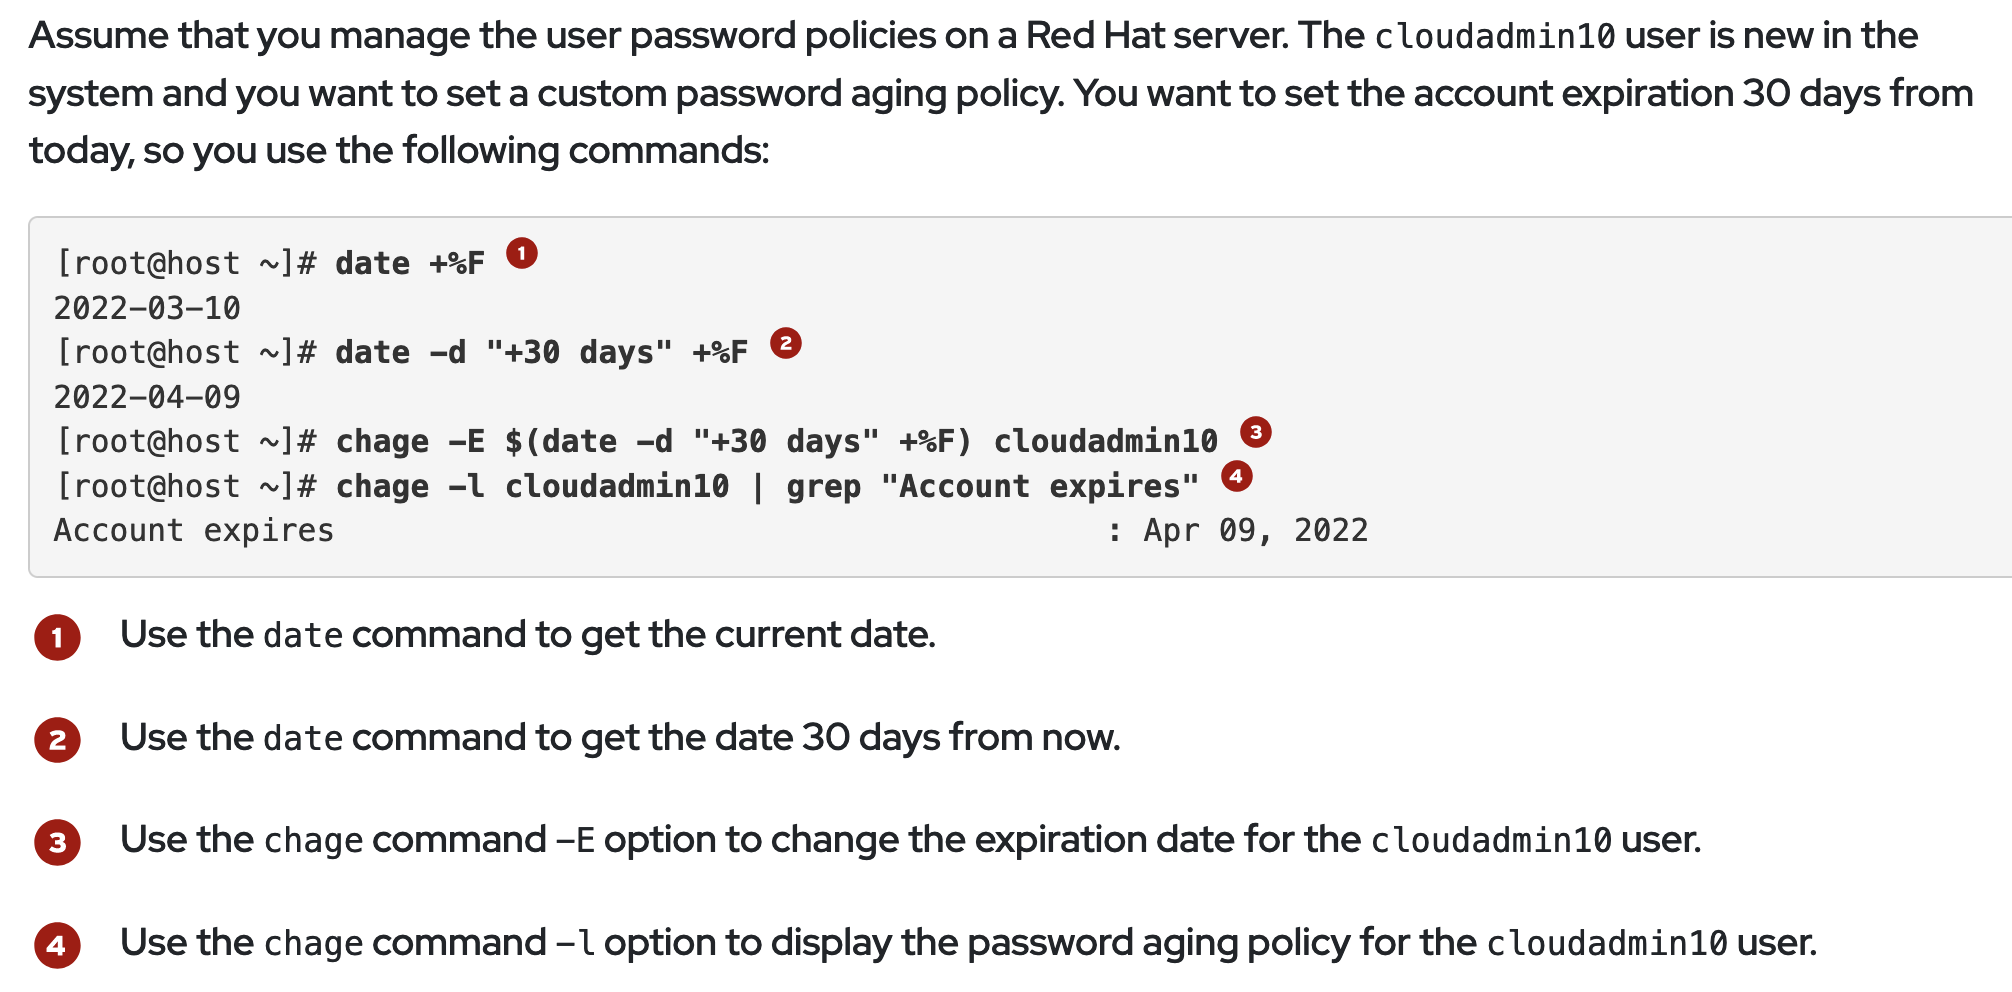 Assume that you manage the user password policies on a Red Hat server. The cloudadmin10 user is new in the
system and you want to set a custom password aging policy. You want to set the account expiration 30 days from
today, so you use the following commands:
[root@host ~]# date +%F 1
2022-03-10
[root@host ~]# date -d "+30 days" +%F 2
2022-04-09
[root@host ~]# chage -E $(date -d "+30 days" +%F) cloudadmin10 3
[root@host ~]# chage -l cloudadmin10 | grep "Account expires" 4
Account expires : Apr 09, 2022
1 Use the date command to get the current date.
2 Use the date command to get the date 30 days from now.
3 Use the chage command -E option to change the expiration date for the cloudadmin10 user.
4 Use the chage command -l option to display the password aging policy for the cloudadmin10 user.